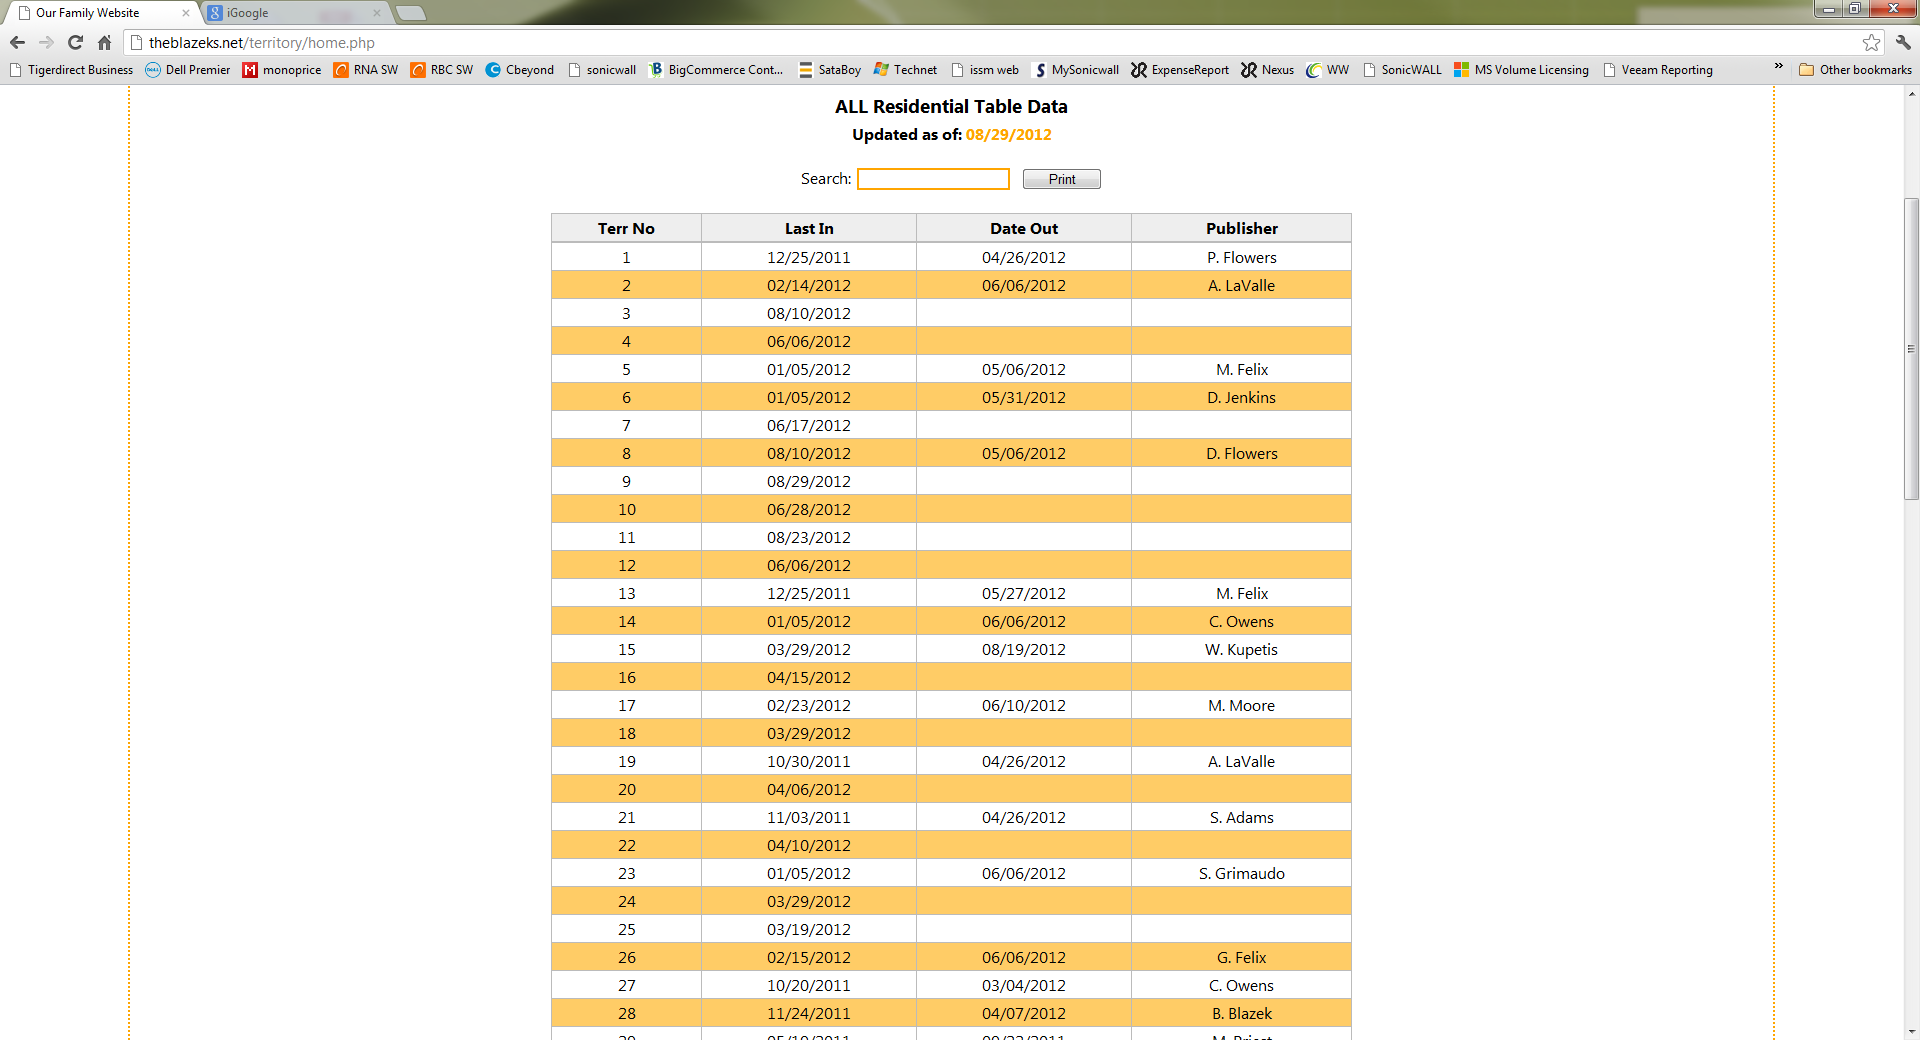 Our Family Website
iGoogle
theblazeks.net/territory/home.php
Tigerdirect Business Dell Premier monoprice RNA SW RBC SW Cbeyond sonicwall BigCommerce Cont... SataBoy Technet issm web MySonicwall ExpenseReport Nexus WW SonicWALL MS Volume Licensing Veeam Reporting » Other bookmarks
ALL Residential Table Data
Updated as of: 08/29/2012
Search: Print
Terr No Last In Date Out Publisher
1 12/25/2011 04/26/2012 P. Flowers
2 02/14/2012 06/06/2012 A. LaValle
3 08/10/2012
4 06/06/2012
5 01/05/2012 05/06/2012 M. Felix
6 01/05/2012 05/31/2012 D. Jenkins
7 06/17/2012
8 08/10/2012 05/06/2012 D. Flowers
9 08/29/2012
10 06/28/2012
11 08/23/2012
12 06/06/2012
13 12/25/2011 05/27/2012 M. Felix
14 01/05/2012 06/06/2012 C. Owens
15 03/29/2012 08/19/2012 W. Kupetis
16 04/15/2012
17 02/23/2012 06/10/2012 M. Moore
18 03/29/2012
19 10/30/2011 04/26/2012 A. LaValle
20 04/06/2012
21 11/03/2011 04/26/2012 S. Adams
22 04/10/2012
23 01/05/2012 06/06/2012 S. Grimaudo
24 03/29/2012
25 03/19/2012
26 02/15/2012 06/06/2012 G. Felix
27 10/20/2011 03/04/2012 C. Owens
28 11/24/2011 04/07/2012 B. Blazek